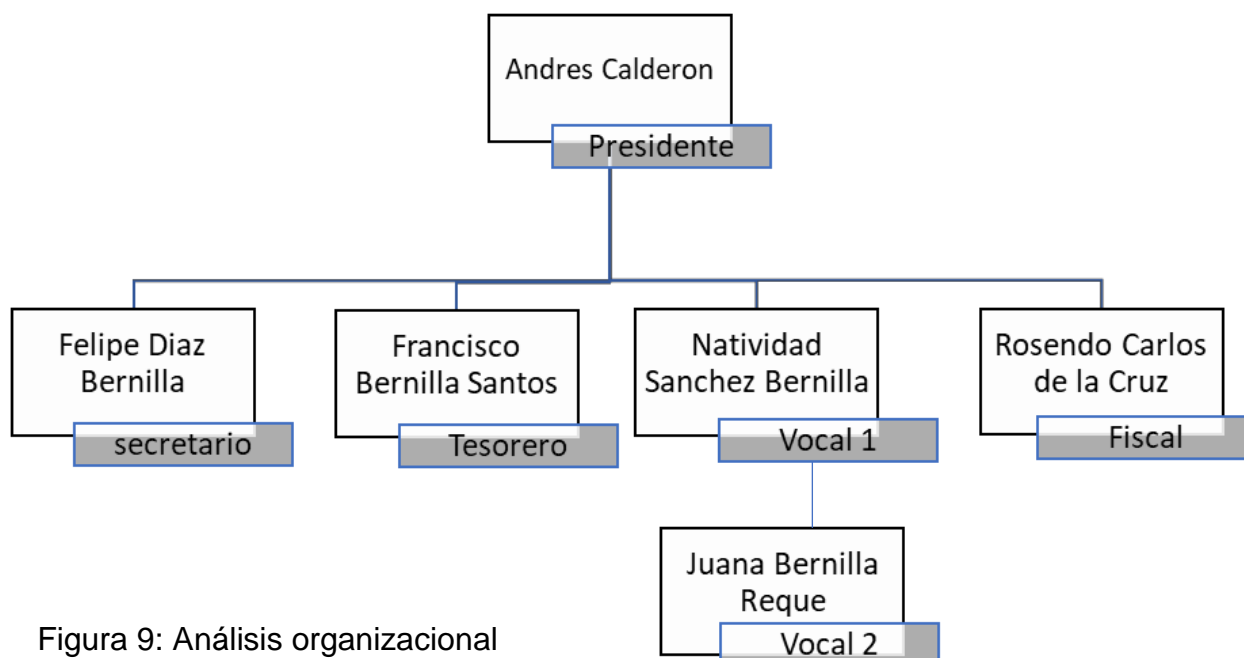 Andres Calderon
Presidente
Felipe Diaz
Bernilla
secretario
Francisco
Bernilla Santos
Tesorero
Natividad
Sanchez Bernilla
Vocal 1
Rosendo Carlos
de la Cruz
Fiscal
Juana Bernilla
Reque
Vocal 2
Figura 9: Análisis organizacional